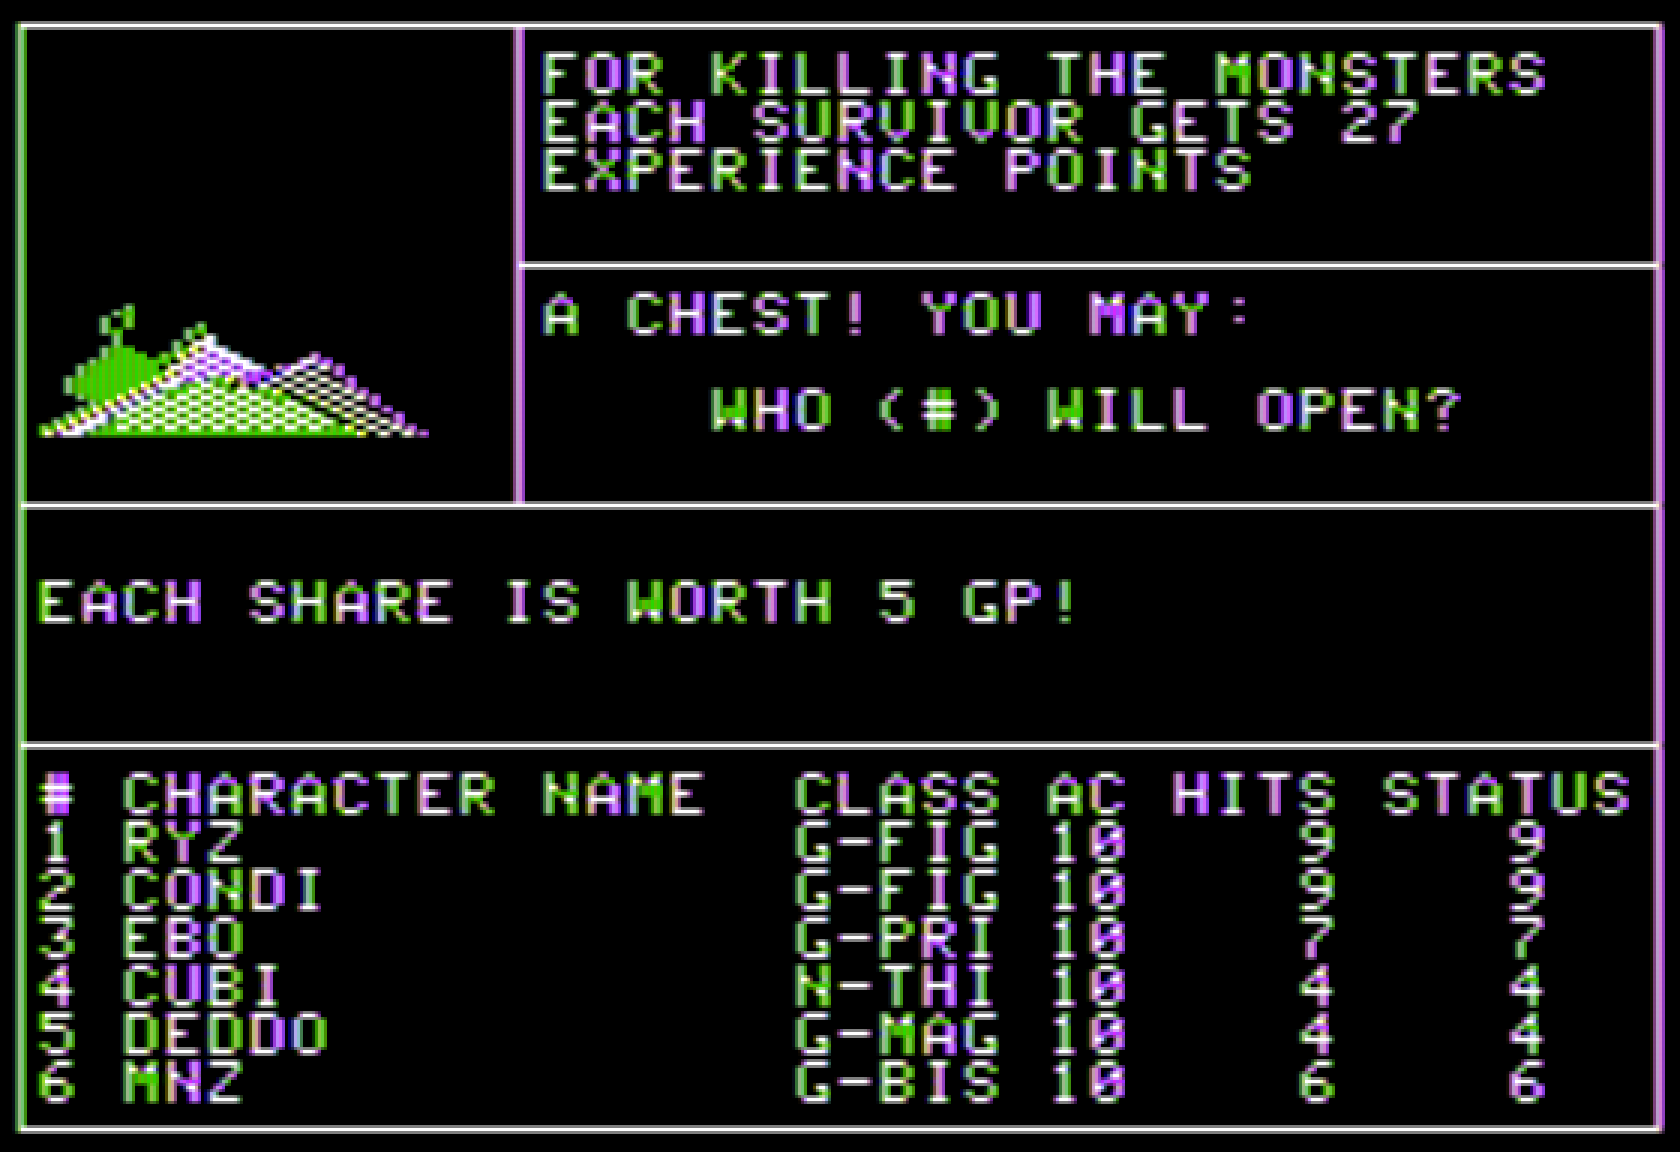 FOR KILLING THE MONSTERS
EACH SURVIVOR GETS 27
EXPERIENCE POINTS
A CHEST! YOU MAY:
WHO (#) WILL OPEN?
EACH SHARE IS WORTH 5 GP!
# CHARACTER NAME CLASS AC HITS STATUS
1 RYZ G-FIG 10 9 9
2 CONDI G-FIG 10 9 9
3 EBO G-PRI 10 7 7
4 CUBI N-THI 10 4 4
5 DEDDO G-MAG 10 4 4
6 MNZ G-BIS 10 6 6